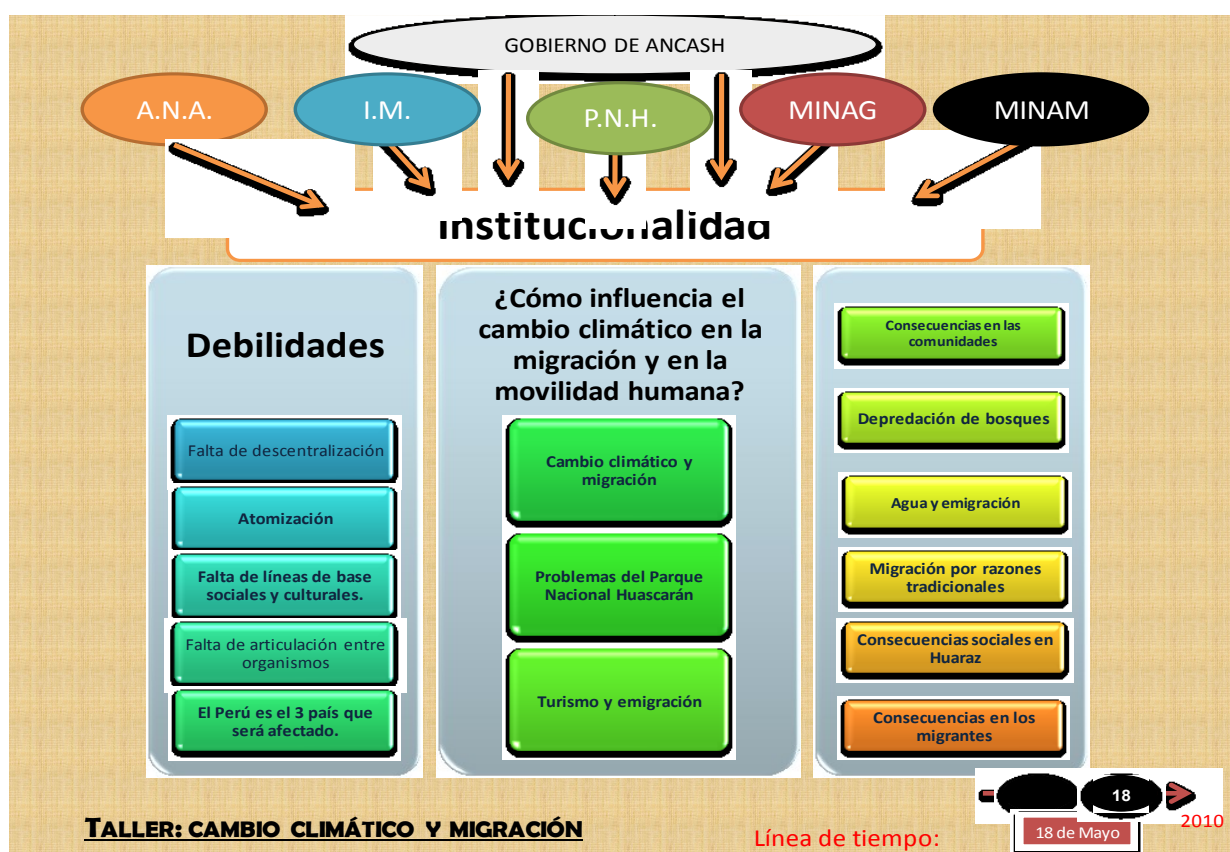 GOBIERNO DE ANCASH
A.N.A.
I.M.
P.N.H.
MINAG
MINAM
Institucionalidad
Debilidades
Falta de descentralización
Atomización
Falta de líneas de base
sociales y culturales.
Falta de articulación entre
organismos
El Perú es el 3 país que
será afectado.
¿Cómo influencia el
cambio climático en la
migración y en la
movilidad humana?
Cambio climático y
migración
Problemas del Parque
Nacional Huascarán
Turismo y emigración
Consecuencias en las
comunidades
Depredación de bosques
Agua y emigración
Migración por razones
tradicionales
Consecuencias sociales en
Huaraz
Consecuencias en los
migrantes
TALLER: CAMBIO CLIMÁTICO Y MIGRACIÓN
Línea de tiempo:
18
18 de Mayo
2010